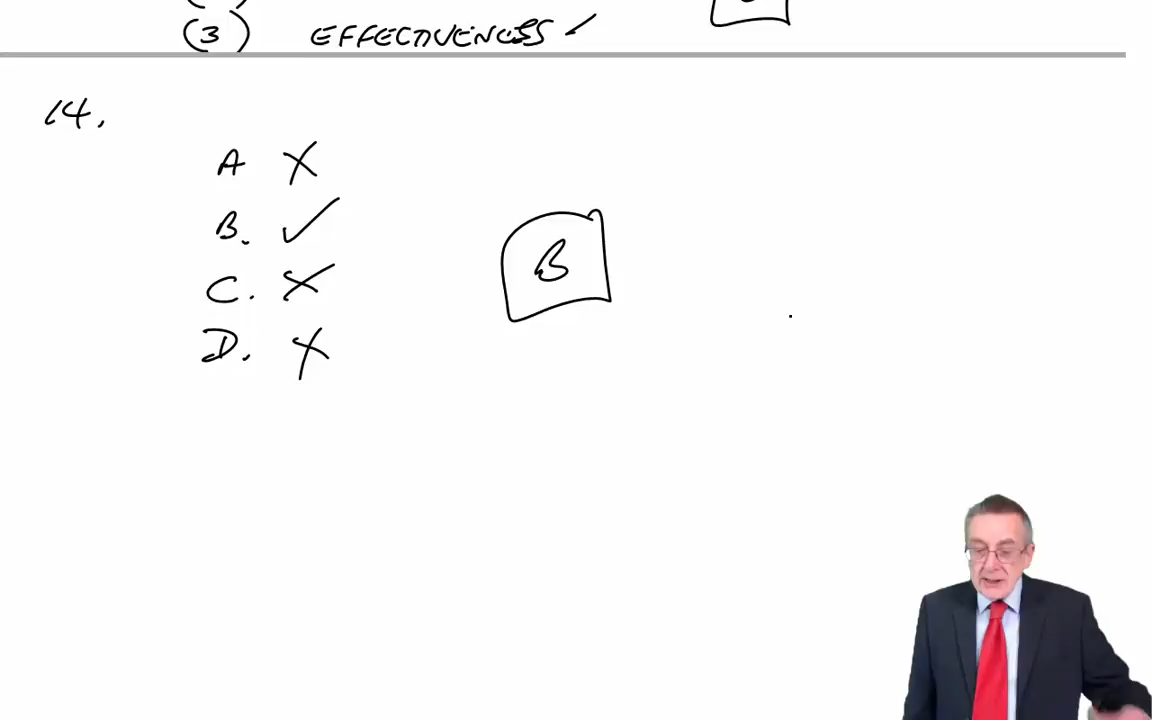 (3) EFFECTIVENESS ✓
14.
A ✗
B. ✓
B
C. ✗
D. ✗